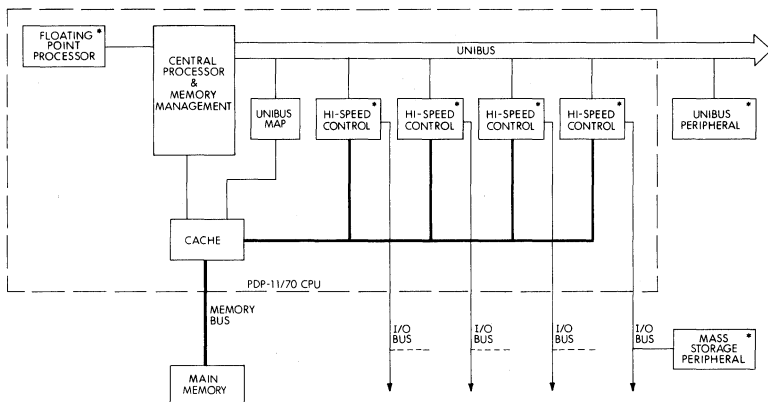 FLOATING *
POINT
PROCESSOR
CENTRAL
PROCESSOR
&
MEMORY
MANAGEMENT
UNIBUS
UNIBUS
MAP
HI-SPEED *
CONTROL
HI-SPEED *
CONTROL
HI-SPEED *
CONTROL
HI-SPEED *
CONTROL
UNIBUS *
PERIPHERAL
CACHE
PDP-11/70 CPU
MEMORY
BUS
I/O
BUS
I/O
BUS
I/O
BUS
I/O
BUS
MASS *
STORAGE
PERIPHERAL
MAIN
MEMORY